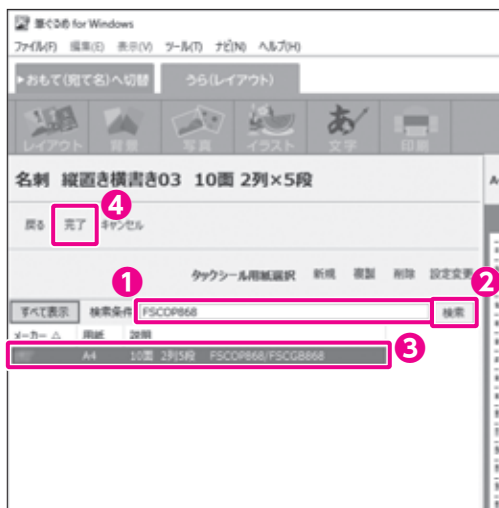 筆ぐるめ for Windows
ファイル(F) 編集(E) 表示(V) ツール(T) ナビ(N) ヘルプ(H)
▸おもて(宛て名)へ切替 うら(レイアウト)
レイアウト 背景 写真 イラスト 文字 印刷
あ
名刺 縦置き横書き03 10面 2列×5段
A
4
戻る 完了 キャンセル
1
2
タックシール用紙選択 新規 複製 削除 設定変更
すべて表示 検索条件 FSCOP868 検索
メーカー △ 用紙 説明
A4 10面 2列5段 FSCOP868/FSCGB868
3